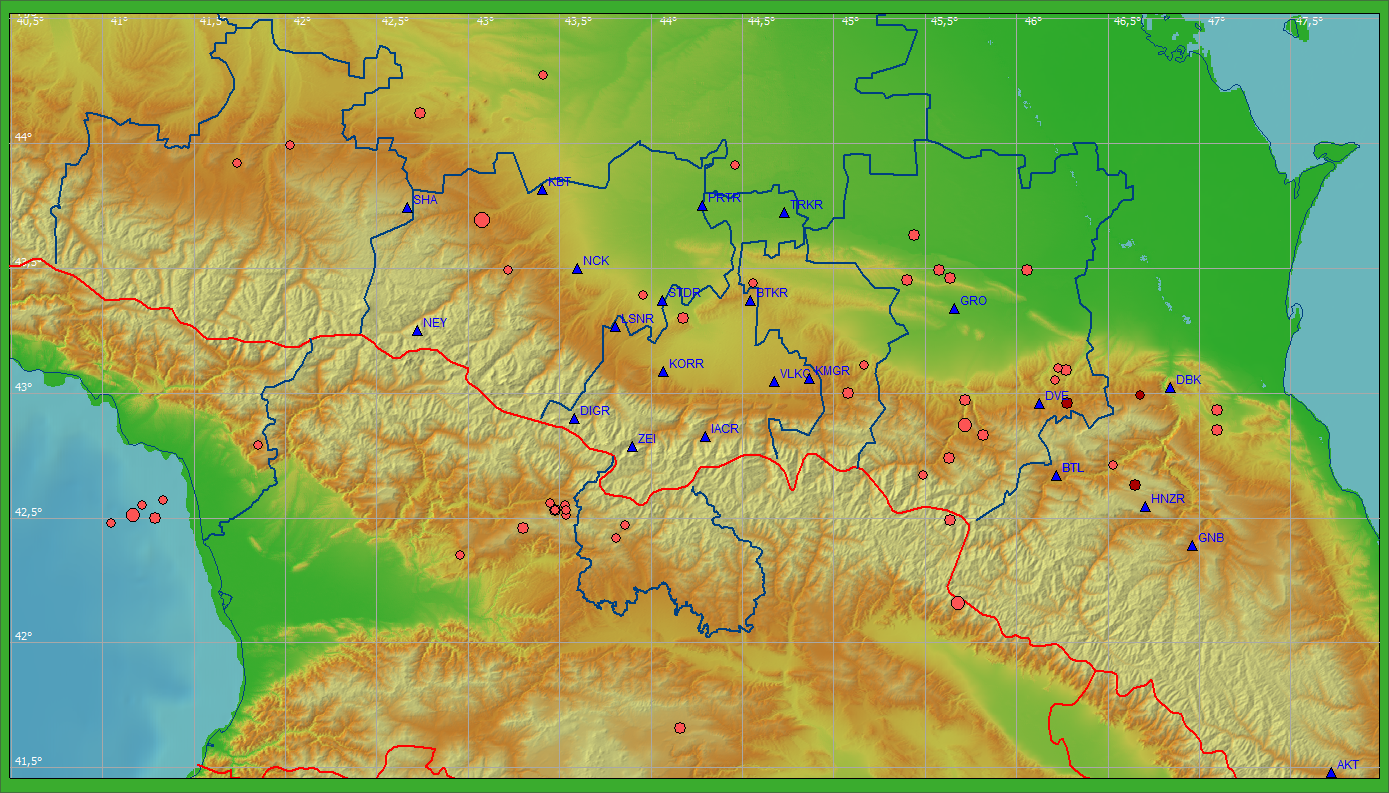 40,5° 41° 41,5° 42° 42,5° 43° 43,5° 44° 44,5° 45° 45,5° 46° 46,5° 47° 47,5°
44°
KBT
SHA
PRTR
TRKR
43,5°
NCK
STDR
BTKR
GRO
LSNR
NEY
KORR
VLKC
KMGR
43°
DBK
DVE
DIGR
IACR
ZEI
BTL
HNZR
42,5°
GNB
42°
41,5°
AKT